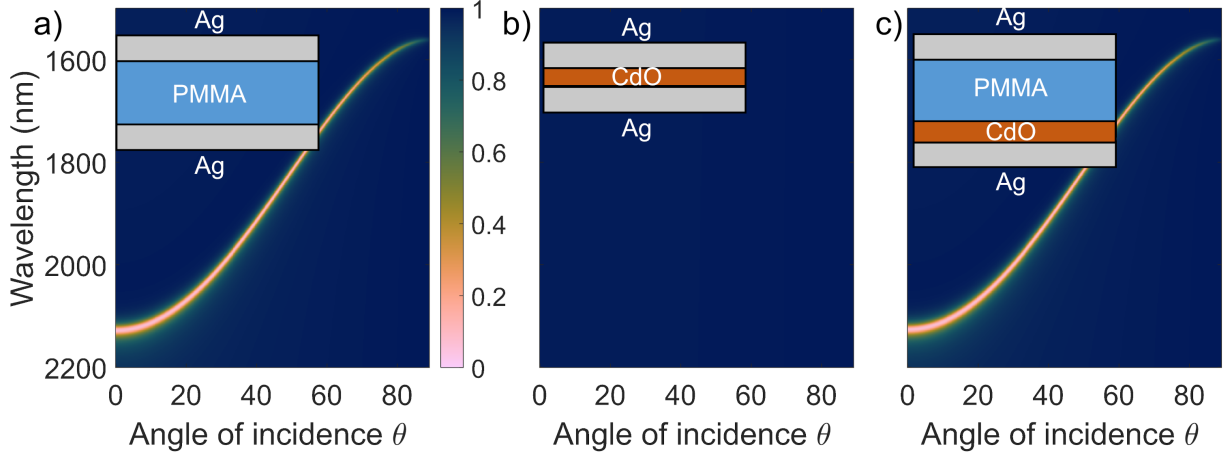 a)
Ag
PMMA
Ag
Wavelength (nm)
1600
1800
2000
2200
0 20 40 60 80
Angle of incidence θ
1
0.8
0.6
0.4
0.2
0
b)
Ag
CdO
Ag
0 20 40 60 80
Angle of incidence θ
c)
Ag
PMMA
CdO
Ag
0 20 40 60 80
Angle of incidence θ